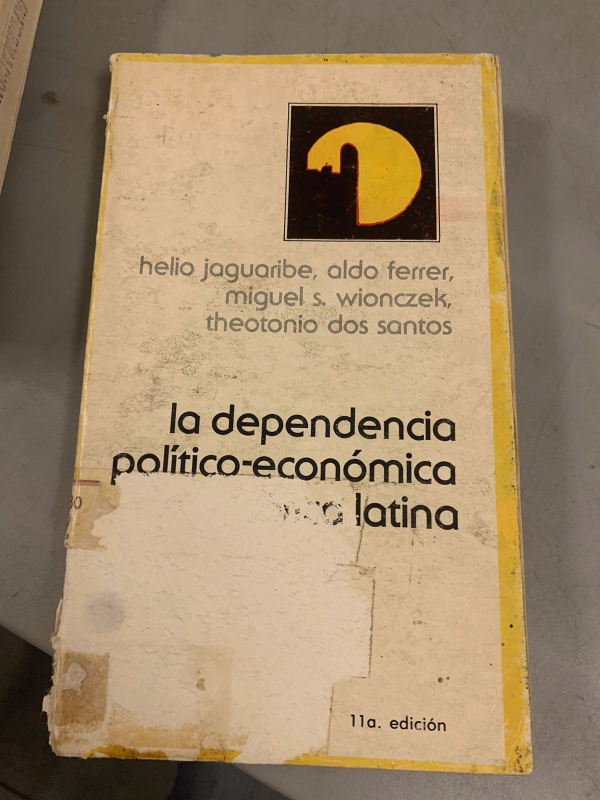 helio jaguaribe, aldo ferrer,
miguel s. wionczek,
theotonio dos santos
la dependencia
político-económica
latina
11a. edición